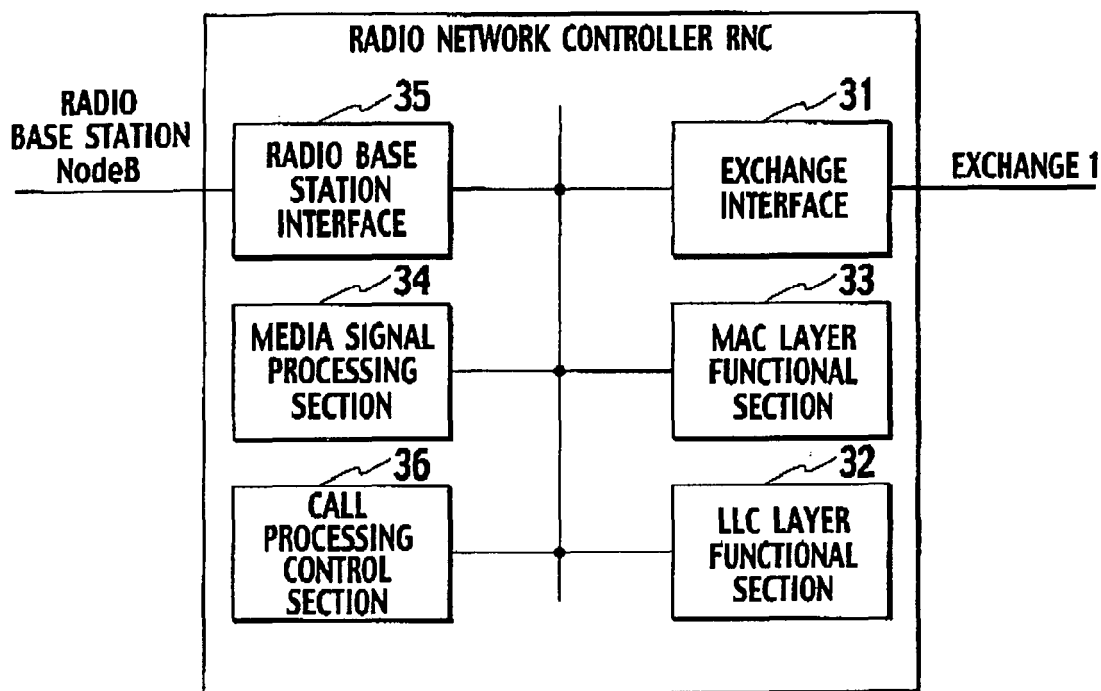 RADIO NETWORK CONTROLLER RNC
RADIO
BASE STATION
NodeB
35
RADIO BASE
STATION
INTERFACE
31
EXCHANGE
INTERFACE
EXCHANGE 1
34
MEDIA SIGNAL
PROCESSING
SECTION
33
MAC LAYER
FUNCTIONAL
SECTION
36
CALL
PROCESSING
CONTROL
SECTION
32
LLC LAYER
FUNCTIONAL
SECTION